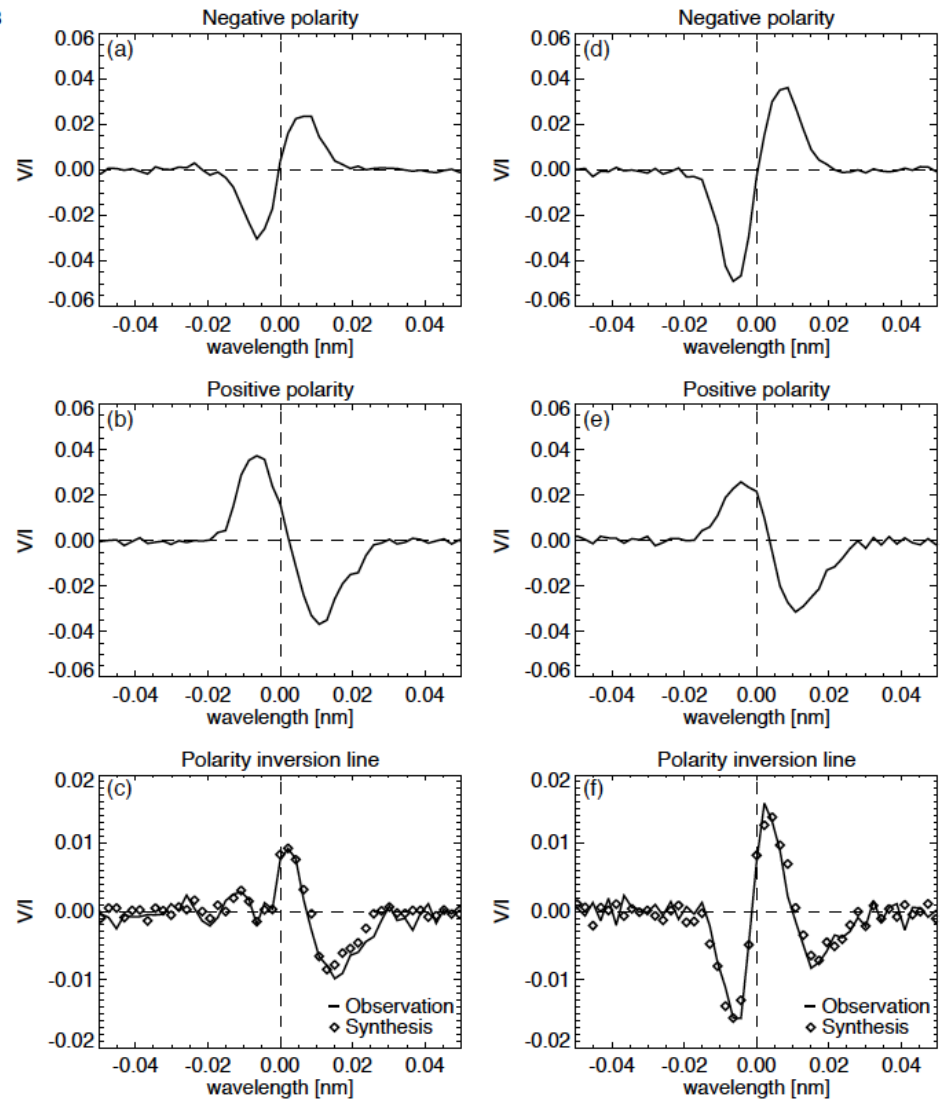 3
Negative polarity
(a)
V/I
0.06
0.04
0.02
0.00
-0.02
-0.04
-0.06
-0.04 -0.02 0.00 0.02 0.04
wavelength [nm]
Negative polarity
(d)
V/I
0.06
0.04
0.02
0.00
-0.02
-0.04
-0.06
-0.04 -0.02 0.00 0.02 0.04
wavelength [nm]
Positive polarity
(b)
V/I
0.06
0.04
0.02
0.00
-0.02
-0.04
-0.06
-0.04 -0.02 0.00 0.02 0.04
wavelength [nm]
Positive polarity
(e)
V/I
0.06
0.04
0.02
0.00
-0.02
-0.04
-0.06
-0.04 -0.02 0.00 0.02 0.04
wavelength [nm]
Polarity inversion line
(c)
V/I
0.02
0.01
0.00
-0.01
-0.02
Observation
Synthesis
-0.04 -0.02 0.00 0.02 0.04
wavelength [nm]
Polarity inversion line
(f)
V/I
0.02
0.01
0.00
-0.01
-0.02
Observation
Synthesis
-0.04 -0.02 0.00 0.02 0.04
wavelength [nm]